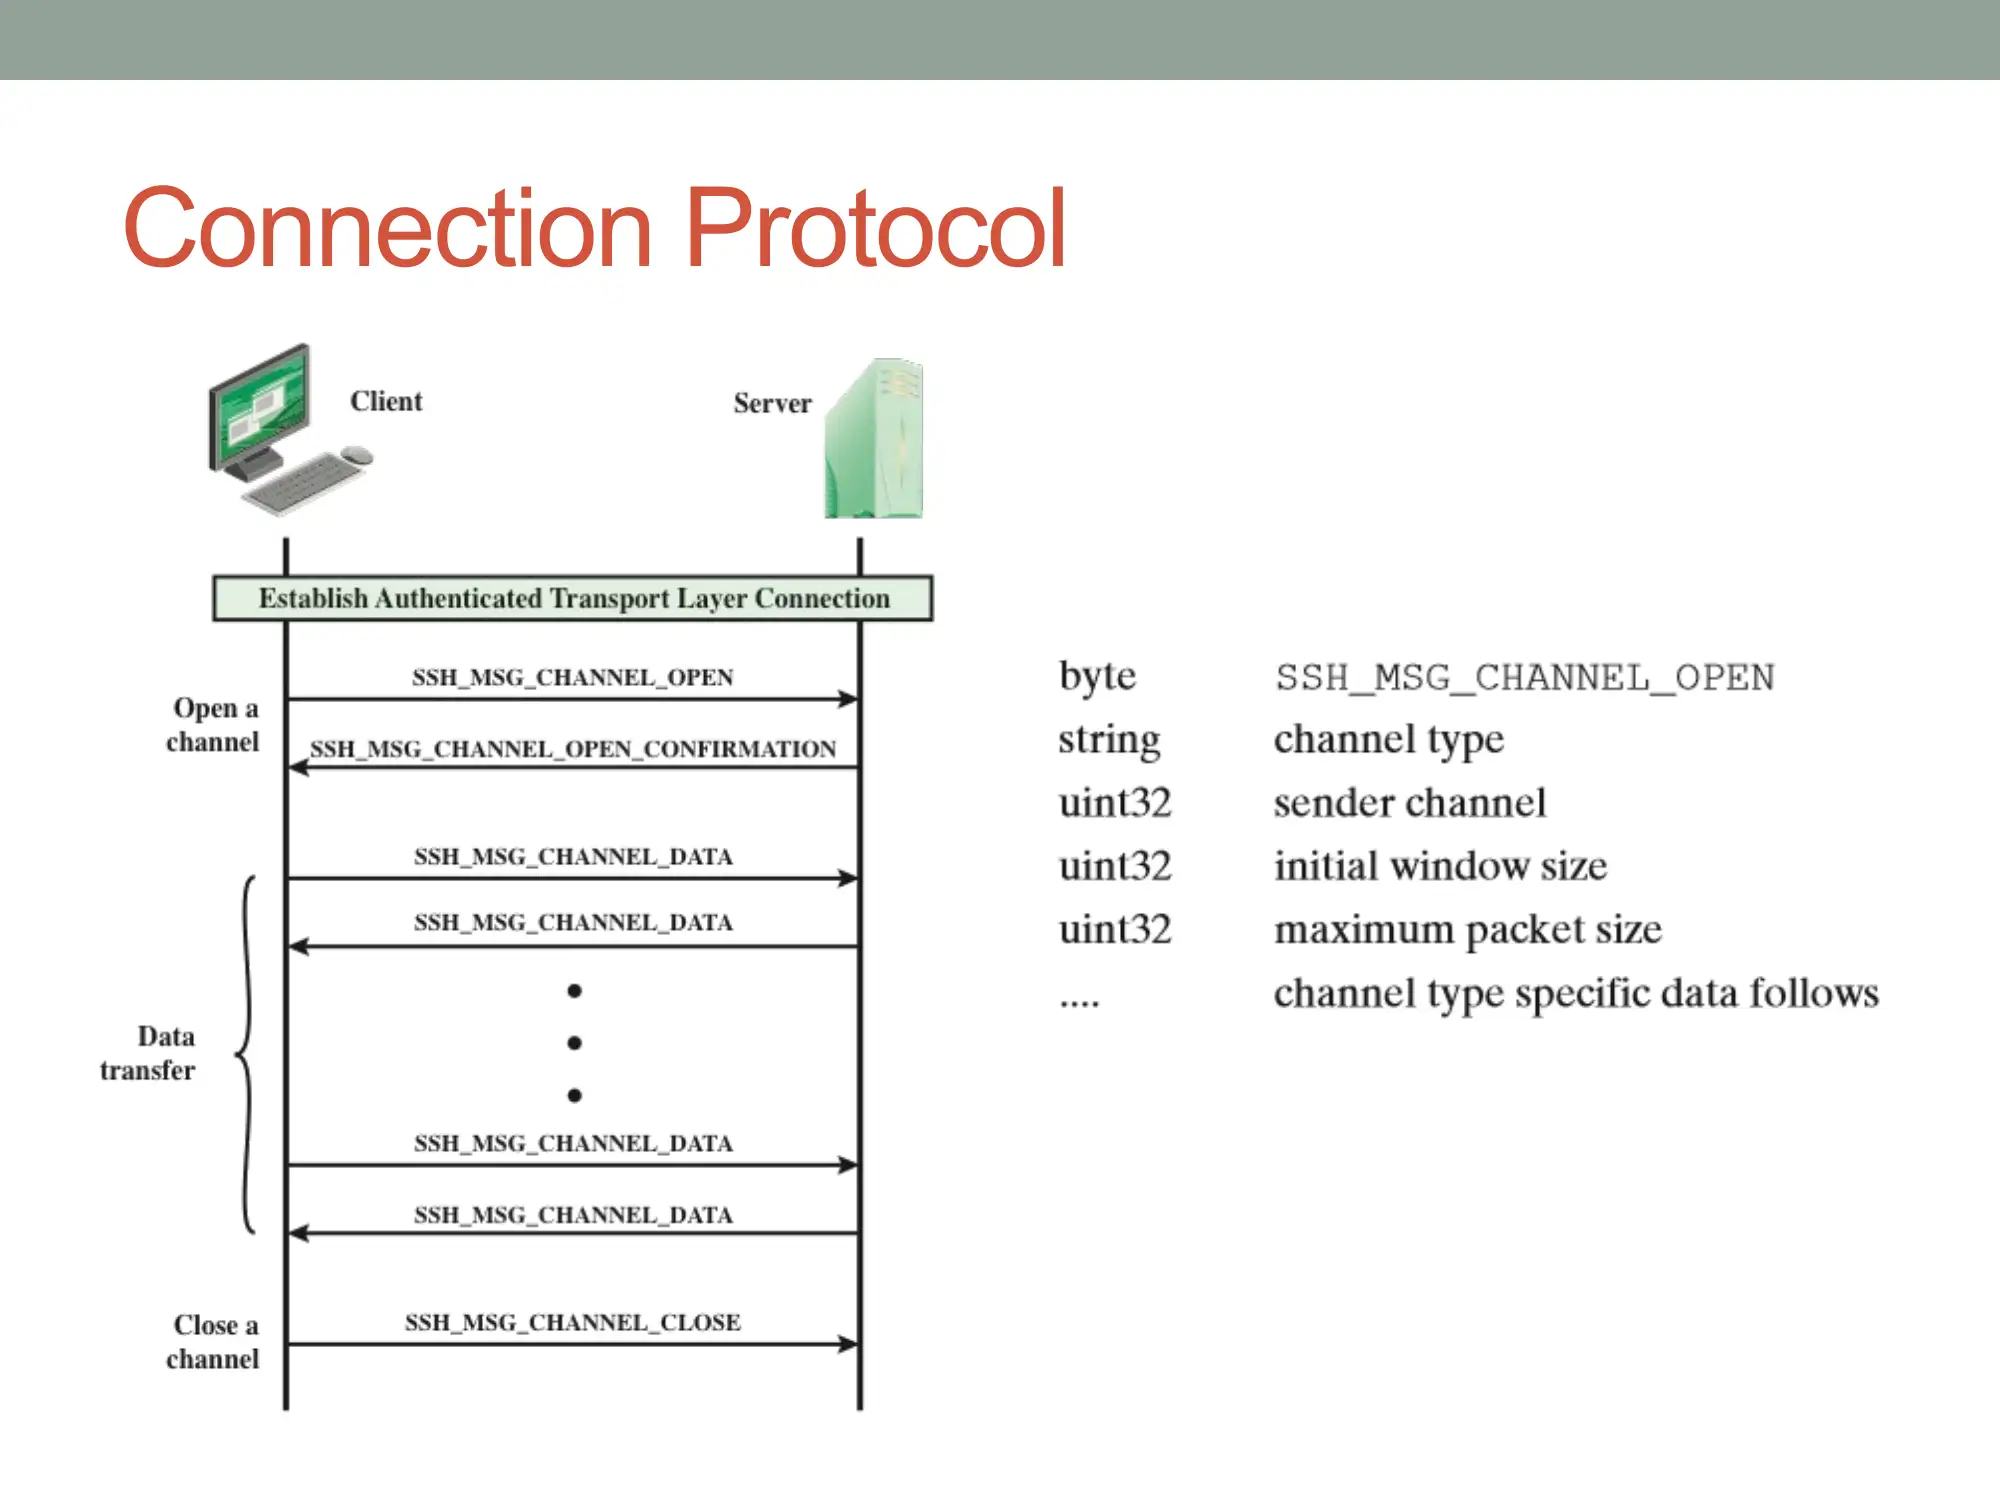 Connection Protocol
Client
Server
Establish Authenticated Transport Layer Connection
SSH_MSG_CHANNEL_OPEN
Open a
channel
SSH_MSG_CHANNEL_OPEN_CONFIRMATION
SSH_MSG_CHANNEL_DATA
SSH_MSG_CHANNEL_DATA
Data
transfer
SSH_MSG_CHANNEL_DATA
SSH_MSG_CHANNEL_DATA
Close a
channel
SSH_MSG_CHANNEL_CLOSE
byte SSH_MSG_CHANNEL_OPEN
string channel type
uint32 sender channel
uint32 initial window size
uint32 maximum packet size
.... channel type specific data follows